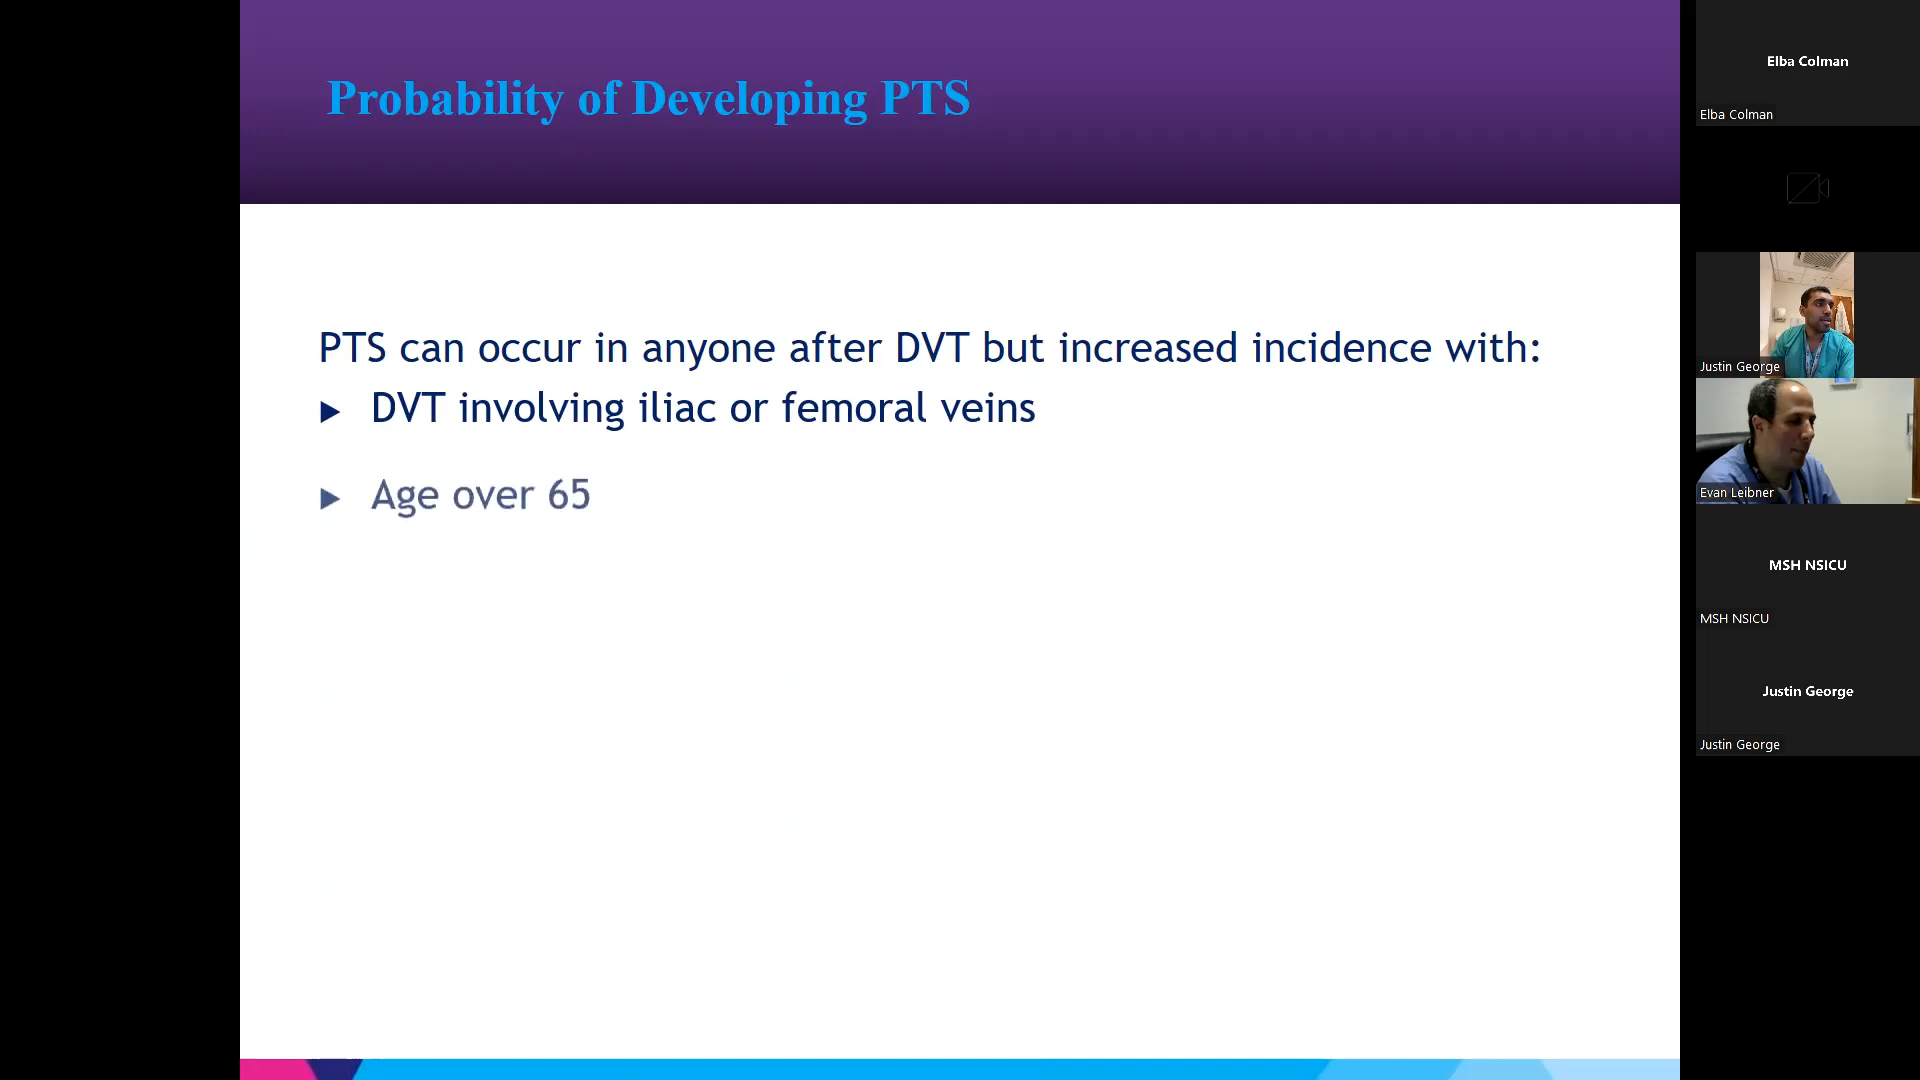 Probability of Developing PTS
PTS can occur in anyone after DVT but increased incidence with:
DVT involving iliac or femoral veins
Age over 65
Elba Colman
Elba Colman
Justin George
Evan Leibner
MSH NSICU
MSH NSICU
Justin George
Justin George